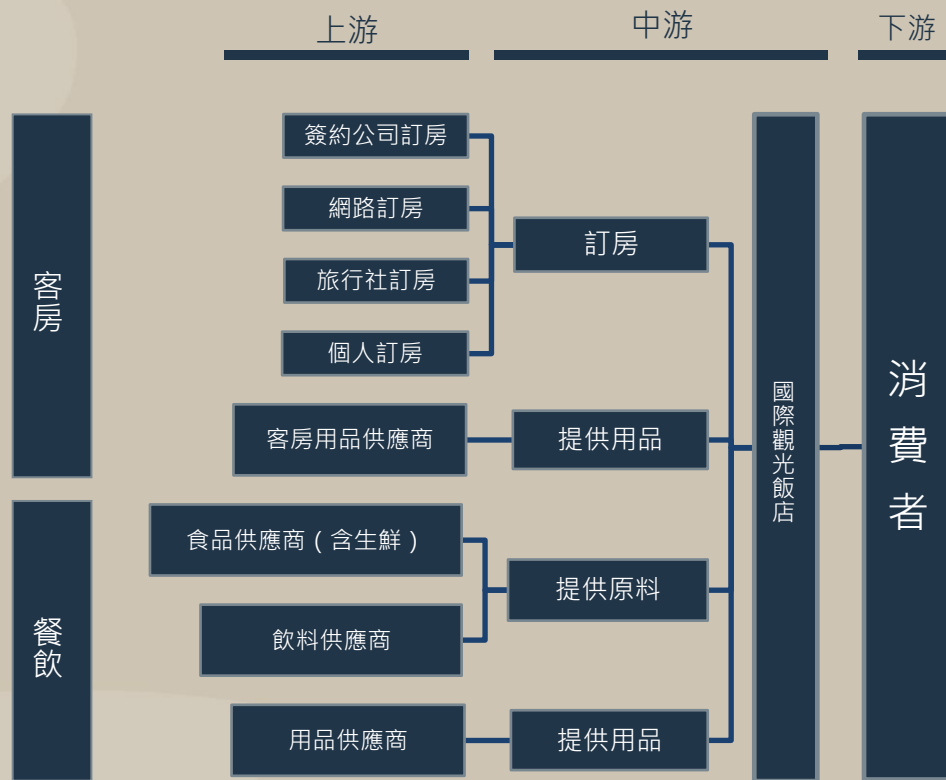 上游
中游
下游
客房
簽約公司訂房
網路訂房
旅行社訂房
個人訂房
訂房
客房用品供應商
提供用品
餐飲
食品供應商（含生鮮）
飲料供應商
提供原料
用品供應商
提供用品
國際觀光飯店
消費者